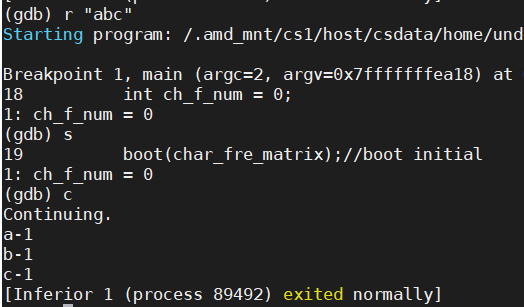 (gdb) r "abc"
Starting program: /.amd_mnt/cs1/host/csdata/home/und
Breakpoint 1, main (argc=2, argv=0x7fffffffea18) at
18          int ch_f_num = 0;
1: ch_f_num = 0
(gdb) s
19          boot(char_fre_matrix);//boot initial
1: ch_f_num = 0
(gdb) c
Continuing.
a-1
b-1
c-1
[Inferior 1 (process 89492) exited normally]